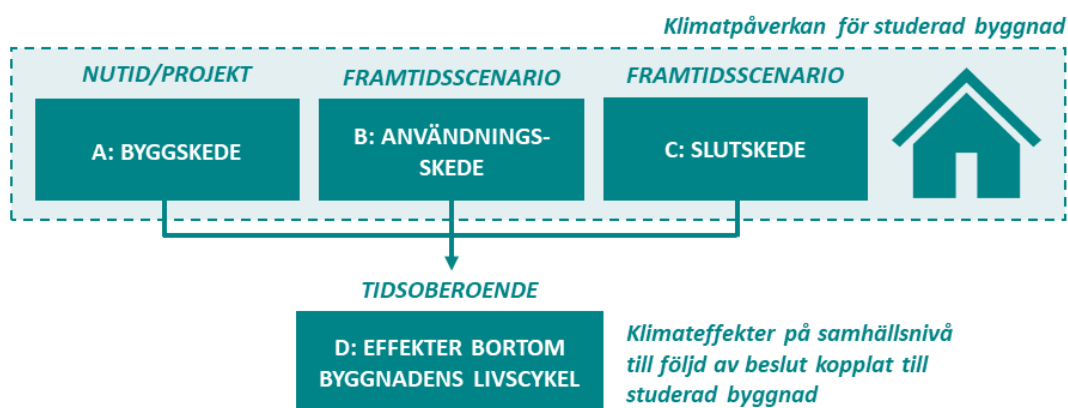 Klimatpåverkan för studerad byggnad
NUTID/PROJEKT
FRAMTIDSSCENARIO
FRAMTIDSSCENARIO
A: BYGGSKEDE
B: ANVÄNDNINGS-
SKEDE
C: SLUTSKEDE
TIDSOBEROENDE
D: EFFEKTER BORTOM
BYGGNADENS LIVSCYKEL
Klimateffekter på samhällsnivå
till följd av beslut kopplat till
studerad byggnad